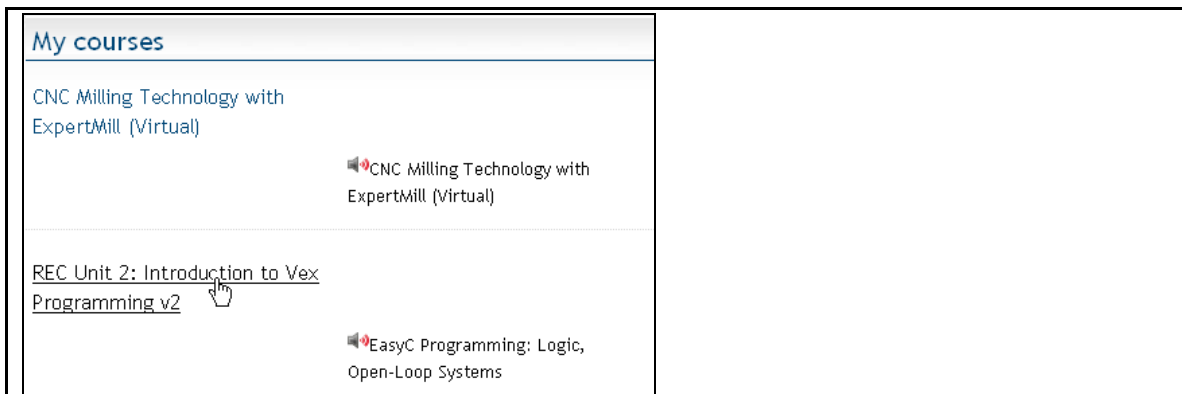 My courses
CNC Milling Technology with
ExpertMill (Virtual)
CNC Milling Technology with
ExpertMill (Virtual)
REC Unit 2: Introduction to Vex
Programming v2
EasyC Programming: Logic,
Open-Loop Systems